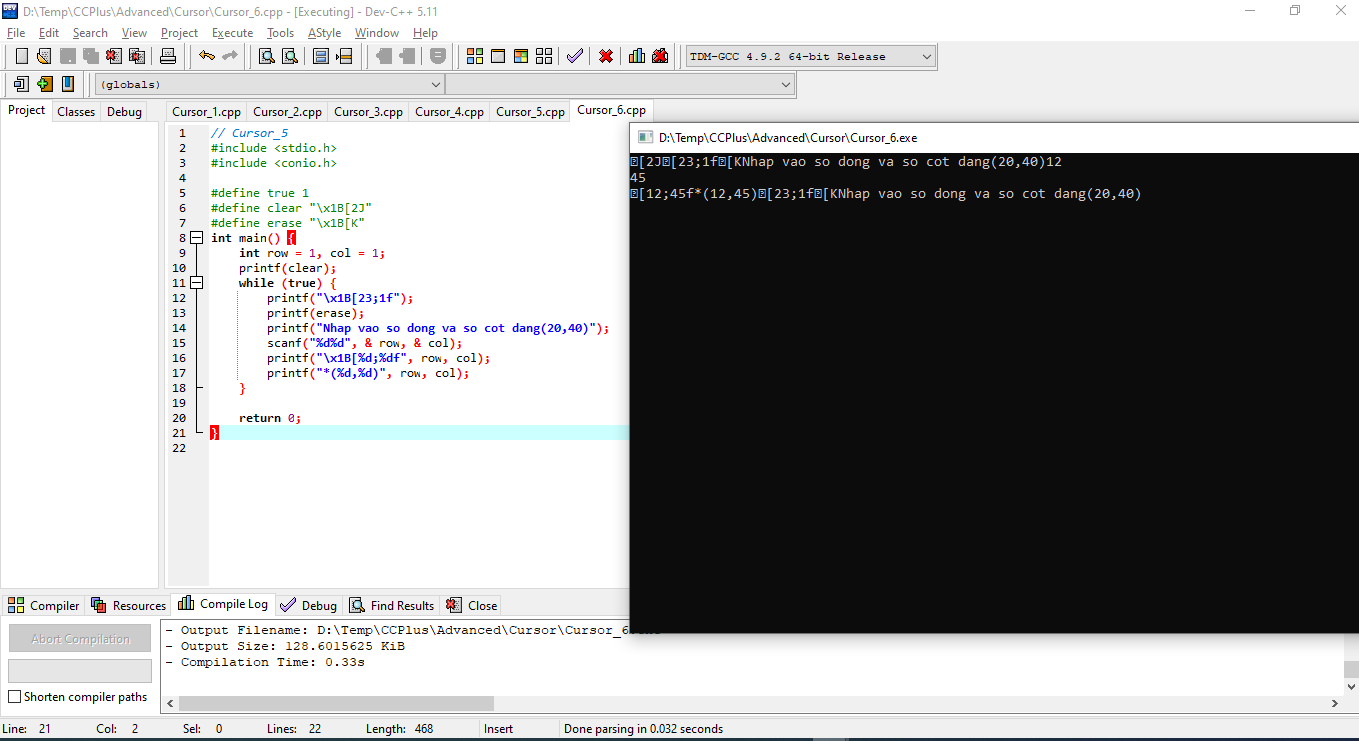 D:\Temp\CCPlus\Advanced\Cursor\Cursor_6.cpp - [Executing] - Dev-C++ 5.11
File Edit Search View Project Execute Tools AStyle Window Help
TDM-GCC 4.9.2 64-bit Release
(globals)
Project Classes Debug Cursor_1.cpp Cursor_2.cpp Cursor_3.cpp Cursor_4.cpp Cursor_5.cpp Cursor_6.cpp
1 // Cursor_5
2 #include <stdio.h>
3 #include <conio.h>
4
5 #define true 1
6 #define clear "\x1B[2J"
7 #define erase "\x1B[K"
8 int main() {
9 int row = 1, col = 1;
10 printf(clear);
11 while (true) {
12 printf("\x1B[23;1f");
13 printf(erase);
14 printf("Nhap vao so dong va so cot dang(20,40)");
15 scanf("%d%d", & row, & col);
16 printf("\x1B[%d;%df", row, col);
17 printf("*(%d,%d)", row, col);
18 }
19
20 return 0;
21 }
22
D:\Temp\CCPlus\Advanced\Cursor\Cursor_6.exe
[2J[23;1f[KNhap vao so dong va so cot dang(20,40)12
45
[12;45f*(12,45)[23;1f[KNhap vao so dong va so cot dang(20,40)
Compiler Resources Compile Log Debug Find Results Close
Abort Compilation
Shorten compiler paths
- Output Filename: D:\Temp\CCPlus\Advanced\Cursor\Cursor_6.exe
- Output Size: 128.6015625 KiB
- Compilation Time: 0.33s
Line: 21 Col: 2 Sel: 0 Lines: 22 Length: 468 Insert Done parsing in 0.032 seconds